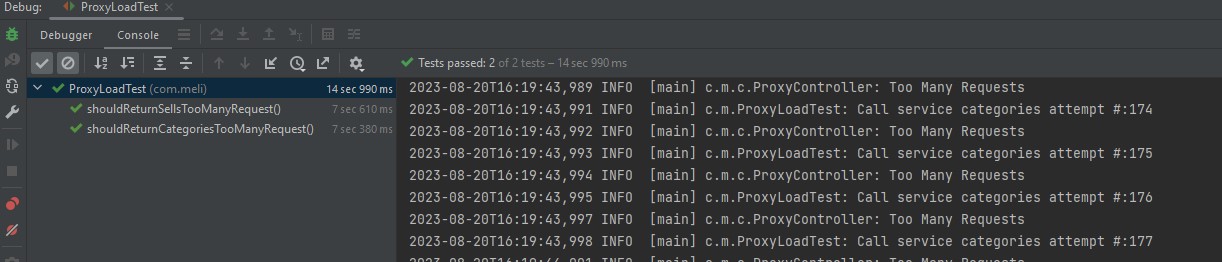 Debug: ProxyLoadTest
Debugger Console
Tests passed: 2 of 2 tests – 14 sec 990 ms
ProxyLoadTest (com.meli) 14 sec 990 ms
shouldReturnSellsTooManyRequest() 7 sec 610 ms
shouldReturnCategoriesTooManyRequest() 7 sec 380 ms
2023-08-20T16:19:43,989 INFO [main] c.m.c.ProxyController: Too Many Requests
2023-08-20T16:19:43,991 INFO [main] c.m.ProxyLoadTest: Call service categories attempt #:174
2023-08-20T16:19:43,992 INFO [main] c.m.c.ProxyController: Too Many Requests
2023-08-20T16:19:43,993 INFO [main] c.m.ProxyLoadTest: Call service categories attempt #:175
2023-08-20T16:19:43,994 INFO [main] c.m.c.ProxyController: Too Many Requests
2023-08-20T16:19:43,995 INFO [main] c.m.ProxyLoadTest: Call service categories attempt #:176
2023-08-20T16:19:43,997 INFO [main] c.m.c.ProxyController: Too Many Requests
2023-08-20T16:19:43,998 INFO [main] c.m.ProxyLoadTest: Call service categories attempt #:177
INFO [main] c.m.c.ProxyController: Too Many Requests